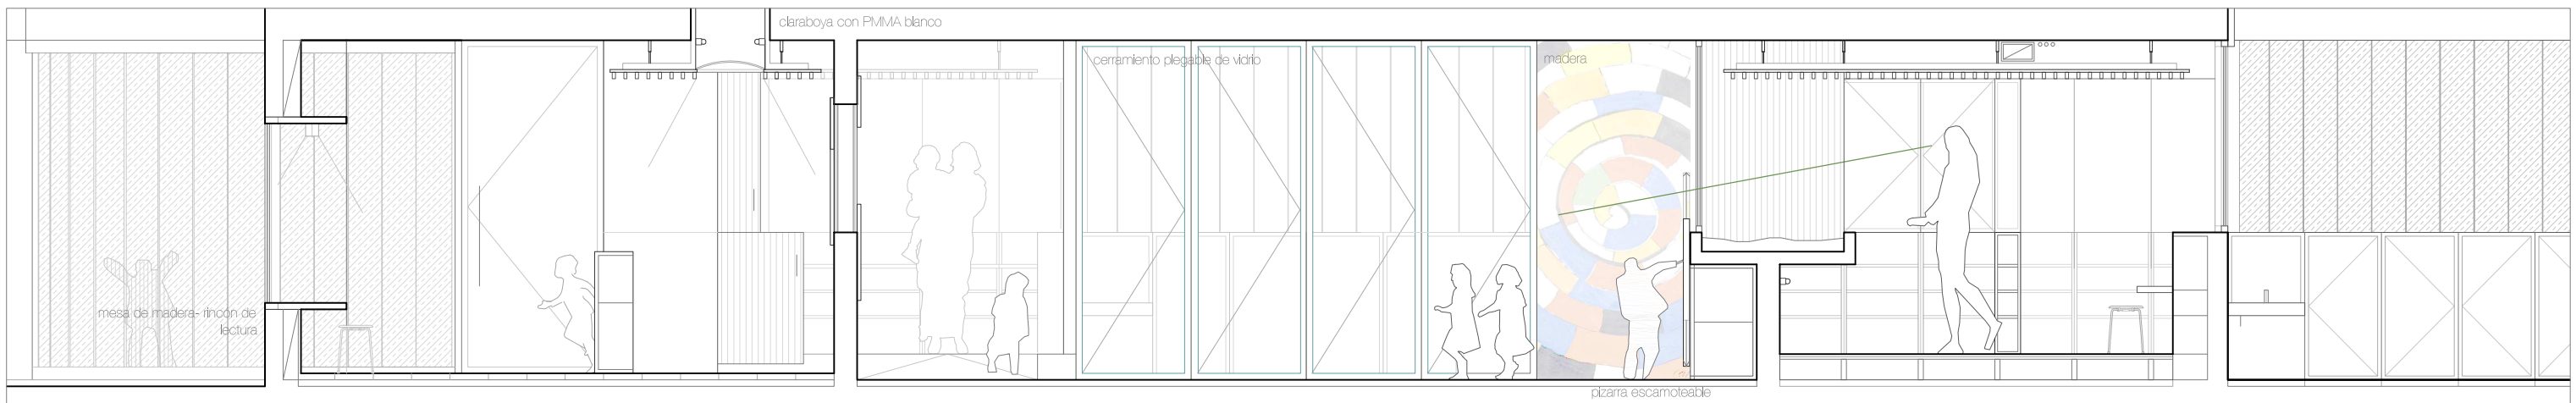 claraboya con PMMA blanco
cerramiento plegable de vidrio
madera
mesa de madera- rincón de
lectura
pizarra escamoteable